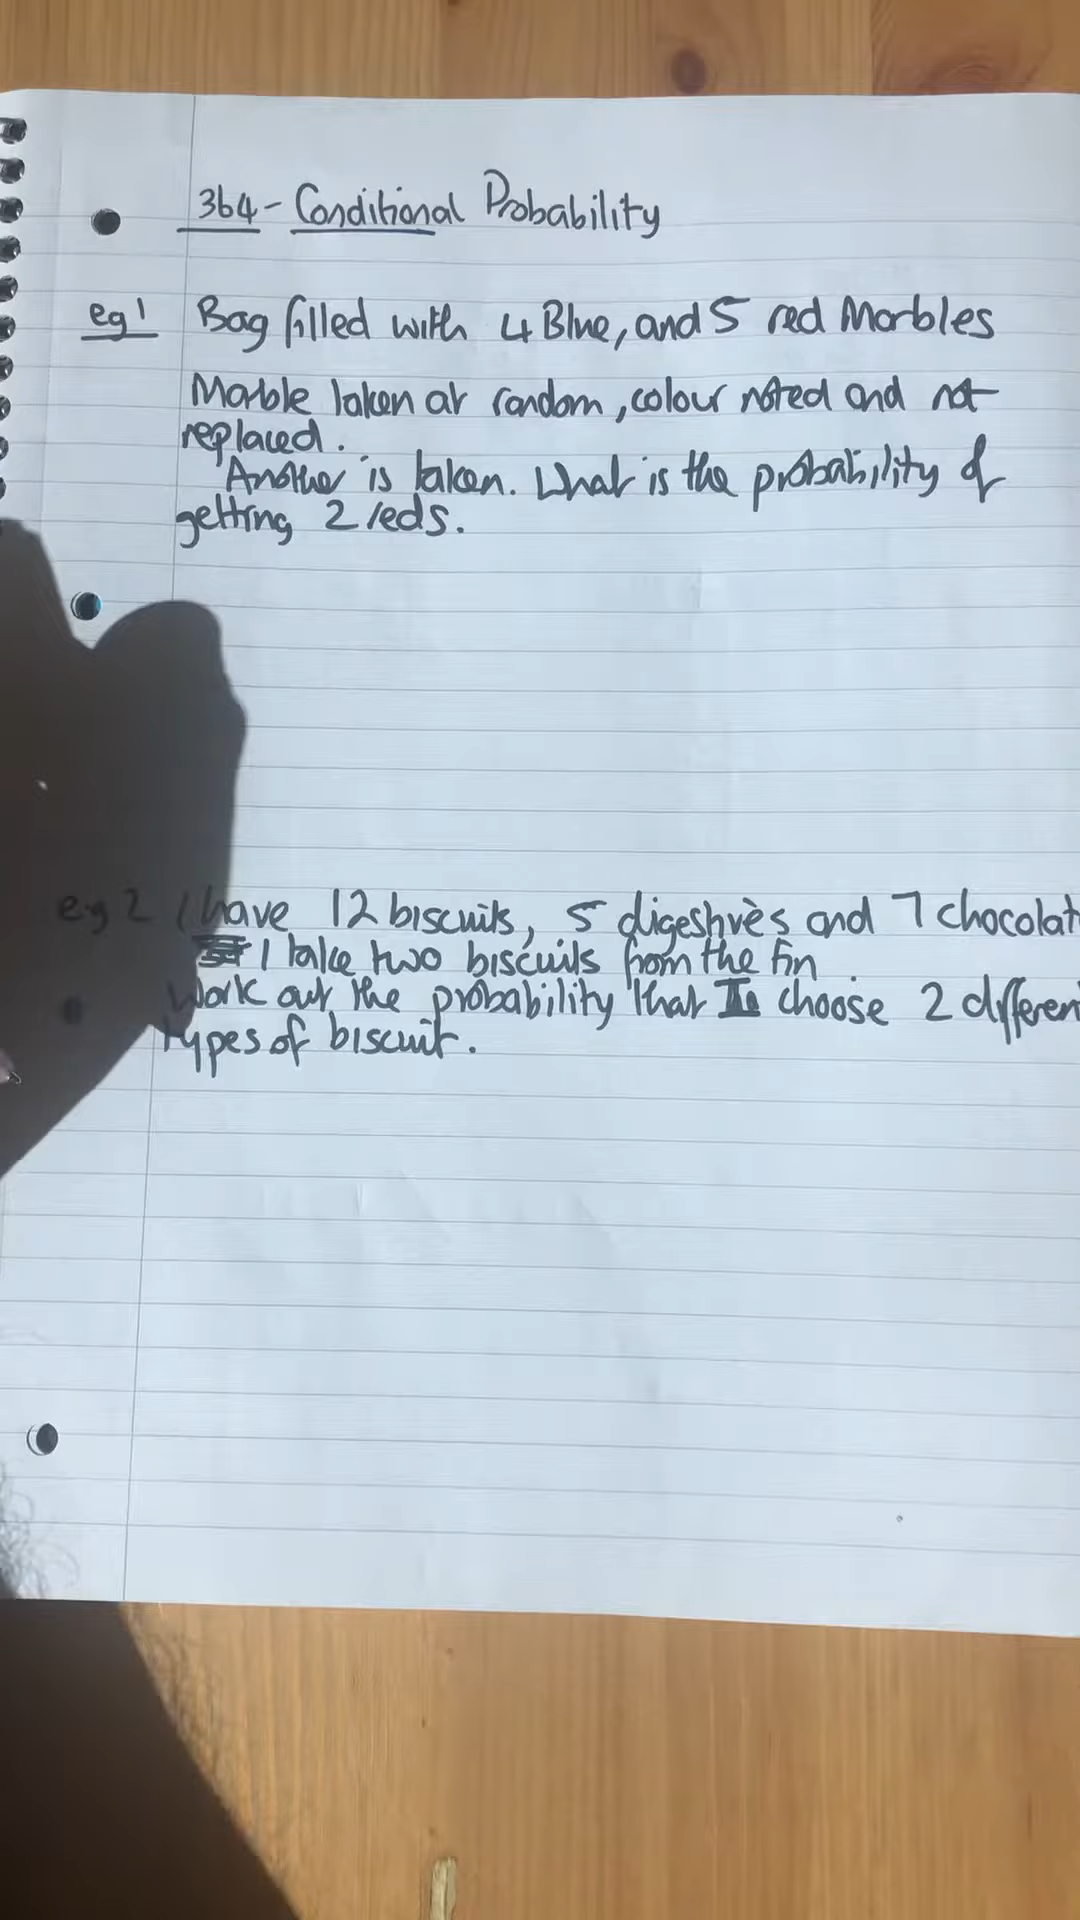 364 - Conditional Probability
eg 1 Bag filled with 4 Blue, and 5 red Marbles
Marble taken at random, colour noted and not
replaced.
Another is taken. What is the probability of
getting 2 reds.
eg 2 I have 12 biscuits, 5 digestives and 7 chocolat
I take two biscuits from the tin
Work out the probability that I choose 2 differen
types of biscuit.